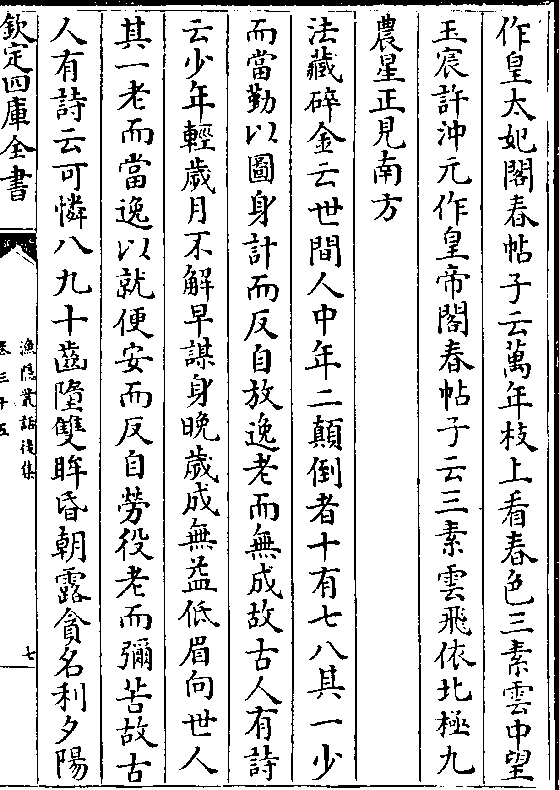 作皇太妃閣春帖子云萬年枝上看春色三素雲中望
玉宸許沖元作皇帝閣春帖子云三素雲飛依北極九
農星正見南方
法藏碎金云世間人中年二顛倒者十有七八其一少
而當勤以圖身計而反自放逸老而無成故古人有詩
云少年輕歲月不解早謀身晚歲成無益低眉向世人
其一老而當逸以就便安而反自勞役老而彌苦故古
人有詩云可憐八九十齒墮雙眸昏朝露貪名利夕陽
欽定四庫全書
漁隱叢話後集
卷三十五
七